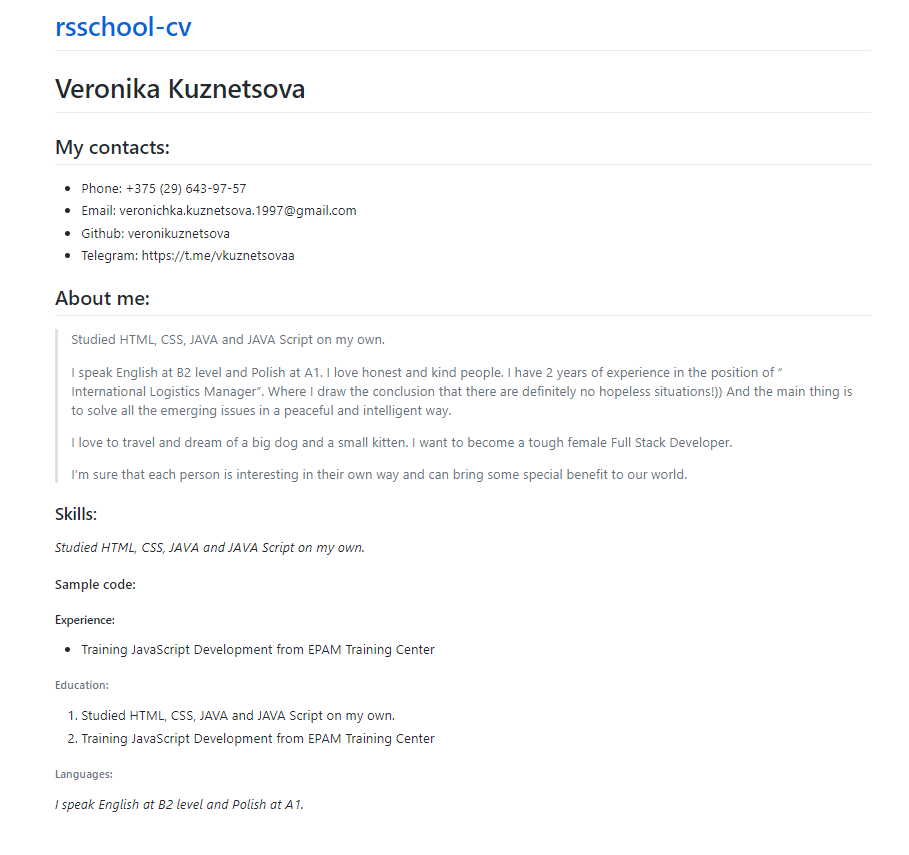 rsschool-cv
Veronika Kuznetsova
My contacts:
Phone: +375 (29) 643-97-57
Email: veronichka.kuznetsova.1997@gmail.com
Github: veronikuznetsova
Telegram: https://t.me/vkuznetsovaa
About me:
Studied HTML, CSS, JAVA and JAVA Script on my own.
I speak English at B2 level and Polish at A1. I love honest and kind people. I have 2 years of experience in the position of “
International Logistics Manager”. Where I draw the conclusion that there are definitely no hopeless situations!)) And the main thing is
to solve all the emerging issues in a peaceful and intelligent way.
I love to travel and dream of a big dog and a small kitten. I want to become a tough female Full Stack Developer.
I'm sure that each person is interesting in their own way and can bring some special benefit to our world.
Skills:
Studied HTML, CSS, JAVA and JAVA Script on my own.
Sample code:
Experience:
Training JavaScript Development from EPAM Training Center
Education:
1. Studied HTML, CSS, JAVA and JAVA Script on my own.
2. Training JavaScript Development from EPAM Training Center
Languages:
I speak English at B2 level and Polish at A1.